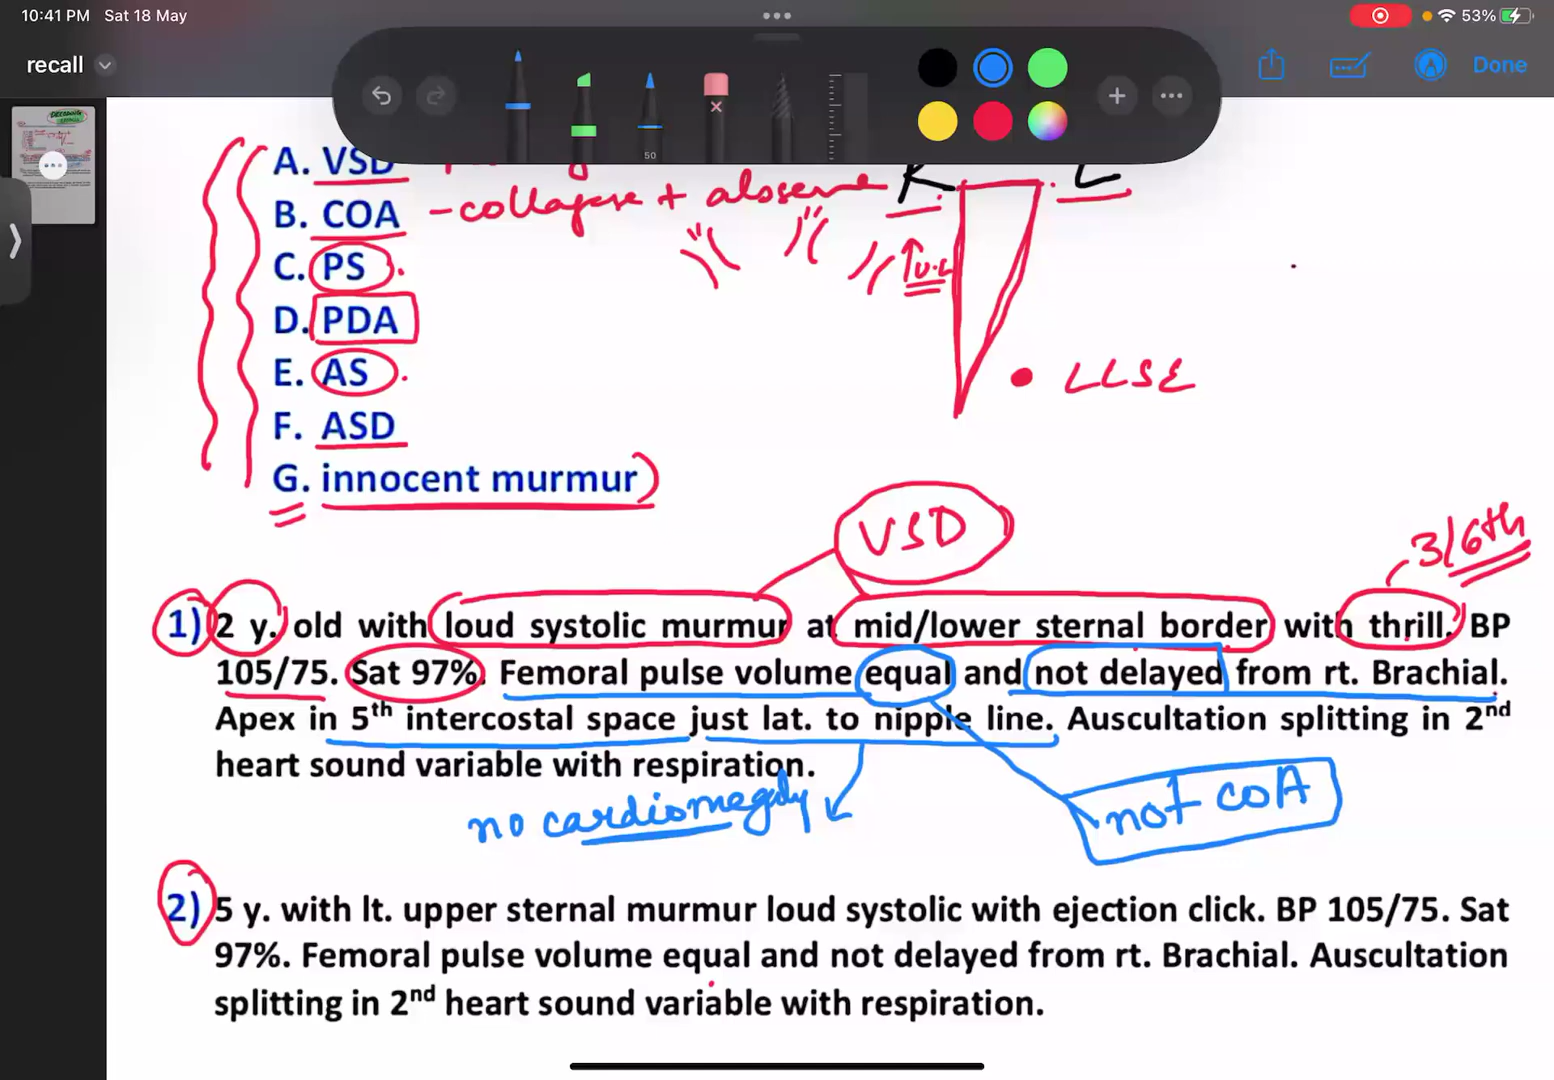 10:41 PM Sat 18 May
53%
recall
Done
50
A. VSD
B. COA - collapse + absence
R L
C. PS
D. PDA
E. AS
LLSE
F. ASD
G. innocent murmur
VSD
3/6th
1) 2 y. old with loud systolic murmur at mid/lower sternal border with thrill. BP
105/75. Sat 97%. Femoral pulse volume equal and not delayed from rt. Brachial.
Apex in 5th intercostal space just lat. to nipple line. Auscultation splitting in 2nd
heart sound variable with respiration.
no cardiomegaly
not coA
2) 5 y. with lt. upper sternal murmur loud systolic with ejection click. BP 105/75. Sat
97%. Femoral pulse volume equal and not delayed from rt. Brachial. Auscultation
splitting in 2nd heart sound variable with respiration.